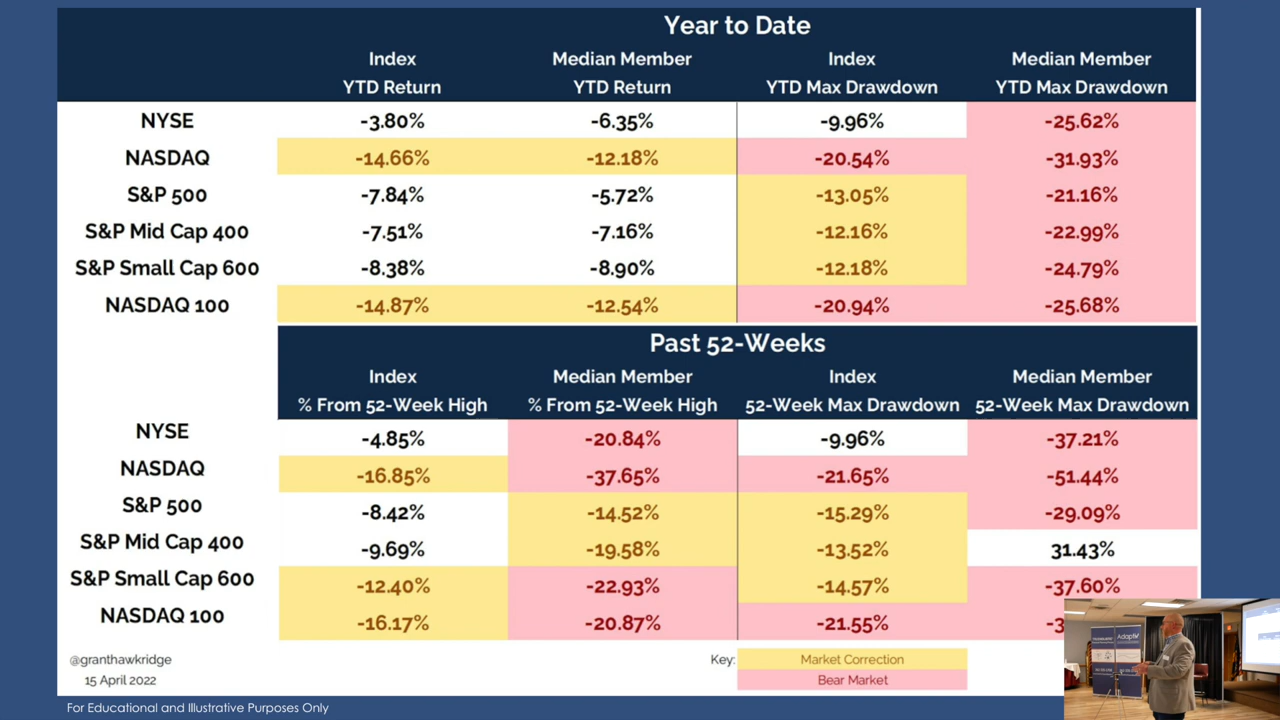 Year to Date
Index Median Member Index Median Member
YTD Return YTD Return YTD Max Drawdown YTD Max Drawdown
NYSE -3.80% -6.35% -9.96% -25.62%
NASDAQ -14.66% -12.18% -20.54% -31.93%
S&P 500 -7.84% -5.72% -13.05% -21.16%
S&P Mid Cap 400 -7.51% -7.16% -12.16% -22.99%
S&P Small Cap 600 -8.38% -8.90% -12.18% -24.79%
NASDAQ 100 -14.87% -12.54% -20.94% -25.68%
Past 52-Weeks
Index Median Member Index Median Member
% From 52-Week High % From 52-Week High 52-Week Max Drawdown 52-Week Max Drawdown
NYSE -4.85% -20.84% -9.96% -37.21%
NASDAQ -16.85% -37.65% -21.65% -51.44%
S&P 500 -8.42% -14.52% -15.29% -29.09%
S&P Mid Cap 400 -9.69% -19.58% -13.52% 31.43%
S&P Small Cap 600 -12.40% -22.93% -14.57% -37.60%
NASDAQ 100 -16.17% -20.87% -21.55%
@granthawkridge Key: Market Correction
15 April 2022 Bear Market
Adaptiv
For Educational and Illustrative Purposes Only